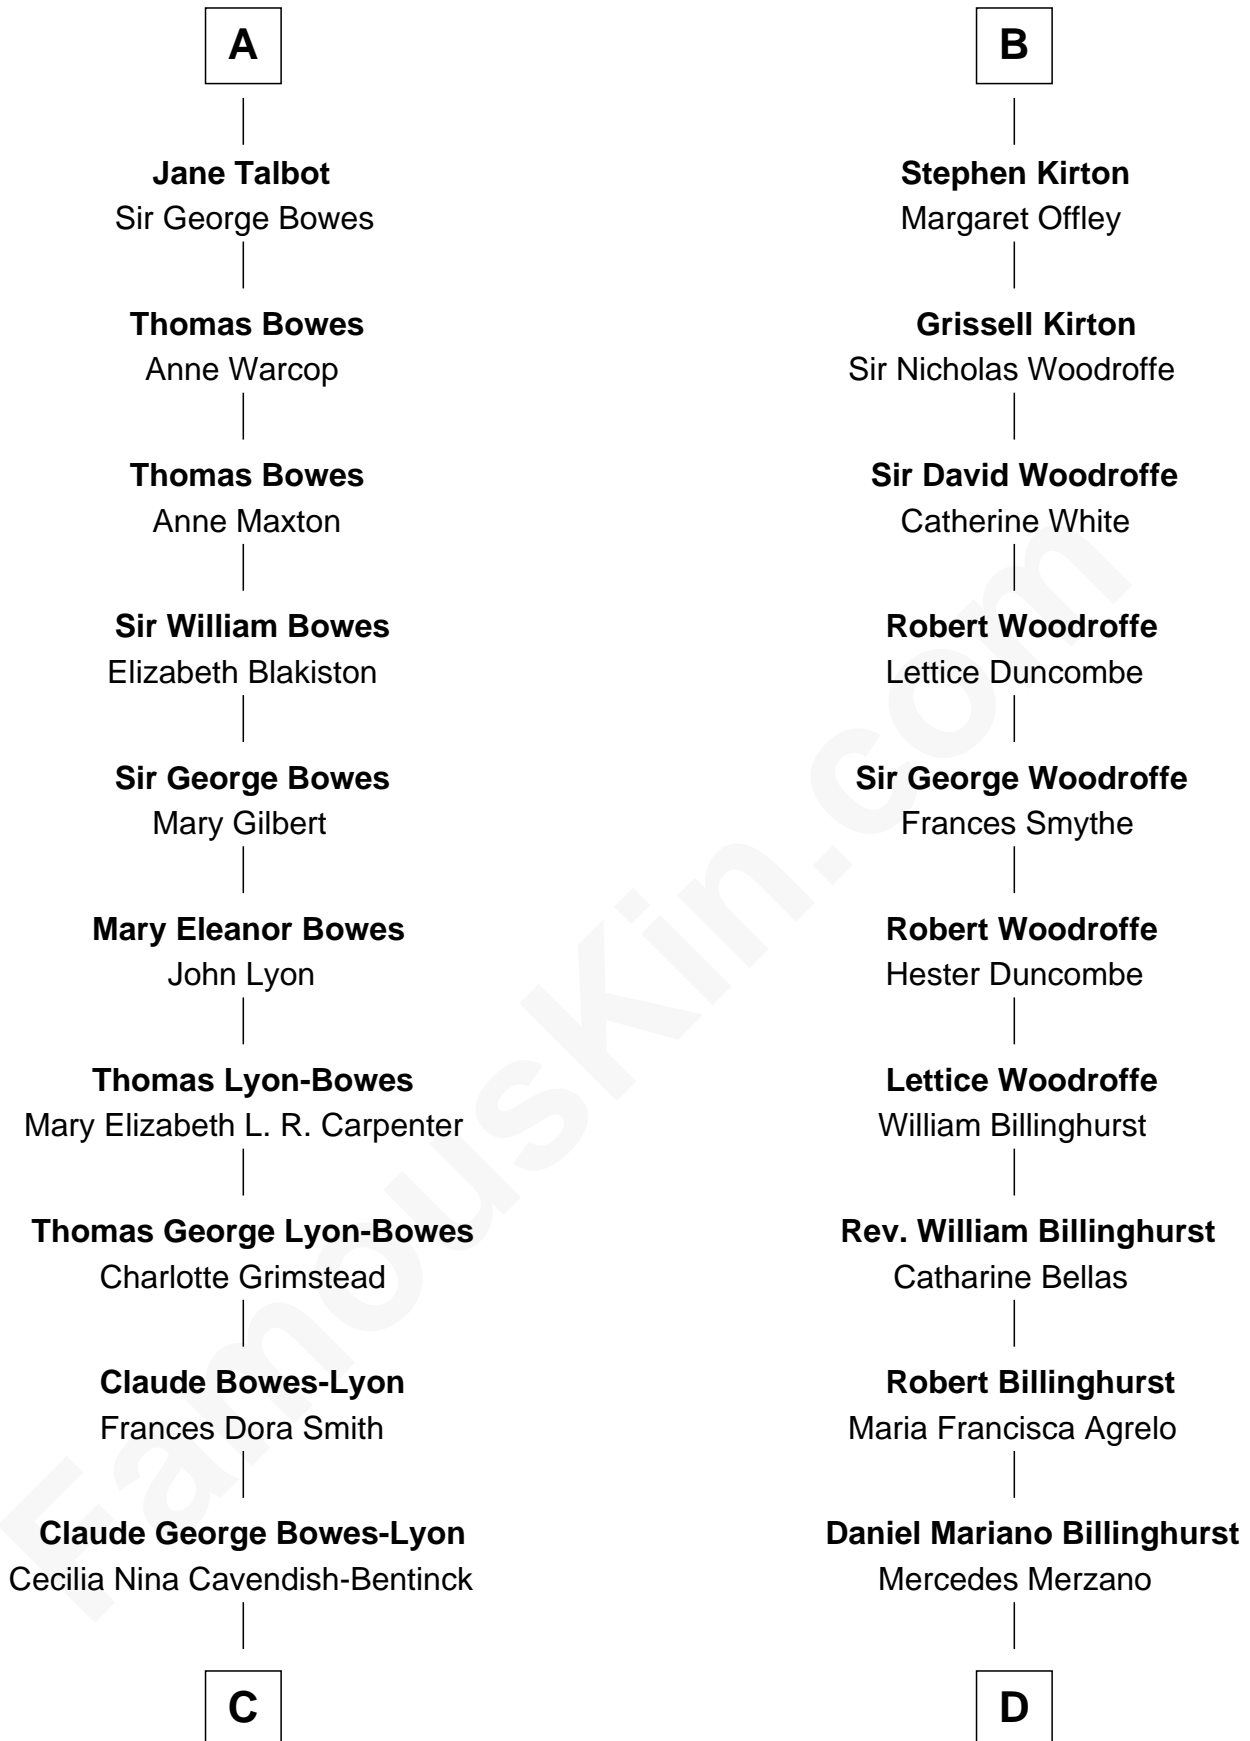 A
Jane Talbot
Sir George Bowes
Thomas Bowes
Anne Warcop
Thomas Bowes
Anne Maxton
Sir William Bowes
Elizabeth Blakiston
Sir George Bowes
Mary Gilbert
Mary Eleanor Bowes
John Lyon
Thomas Lyon-Bowes
Mary Elizabeth L. R. Carpenter
Thomas George Lyon-Bowes
Charlotte Grimstead
Claude Bowes-Lyon
Frances Dora Smith
Claude George Bowes-Lyon
Cecilia Nina Cavendish-Bentinck
C
B
Stephen Kirton
Margaret Offley
Grissell Kirton
Sir Nicholas Woodroffe
Sir David Woodroffe
Catherine White
Robert Woodroffe
Lettice Duncombe
Sir George Woodroffe
Frances Smythe
Robert Woodroffe
Hester Duncombe
Lettice Woodroffe
William Billinghurst
Rev. William Billinghurst
Catharine Bellas
Robert Billinghurst
Maria Francisca Agrelo
Daniel Mariano Billinghurst
Mercedes Merzano
D
FamousKin.com